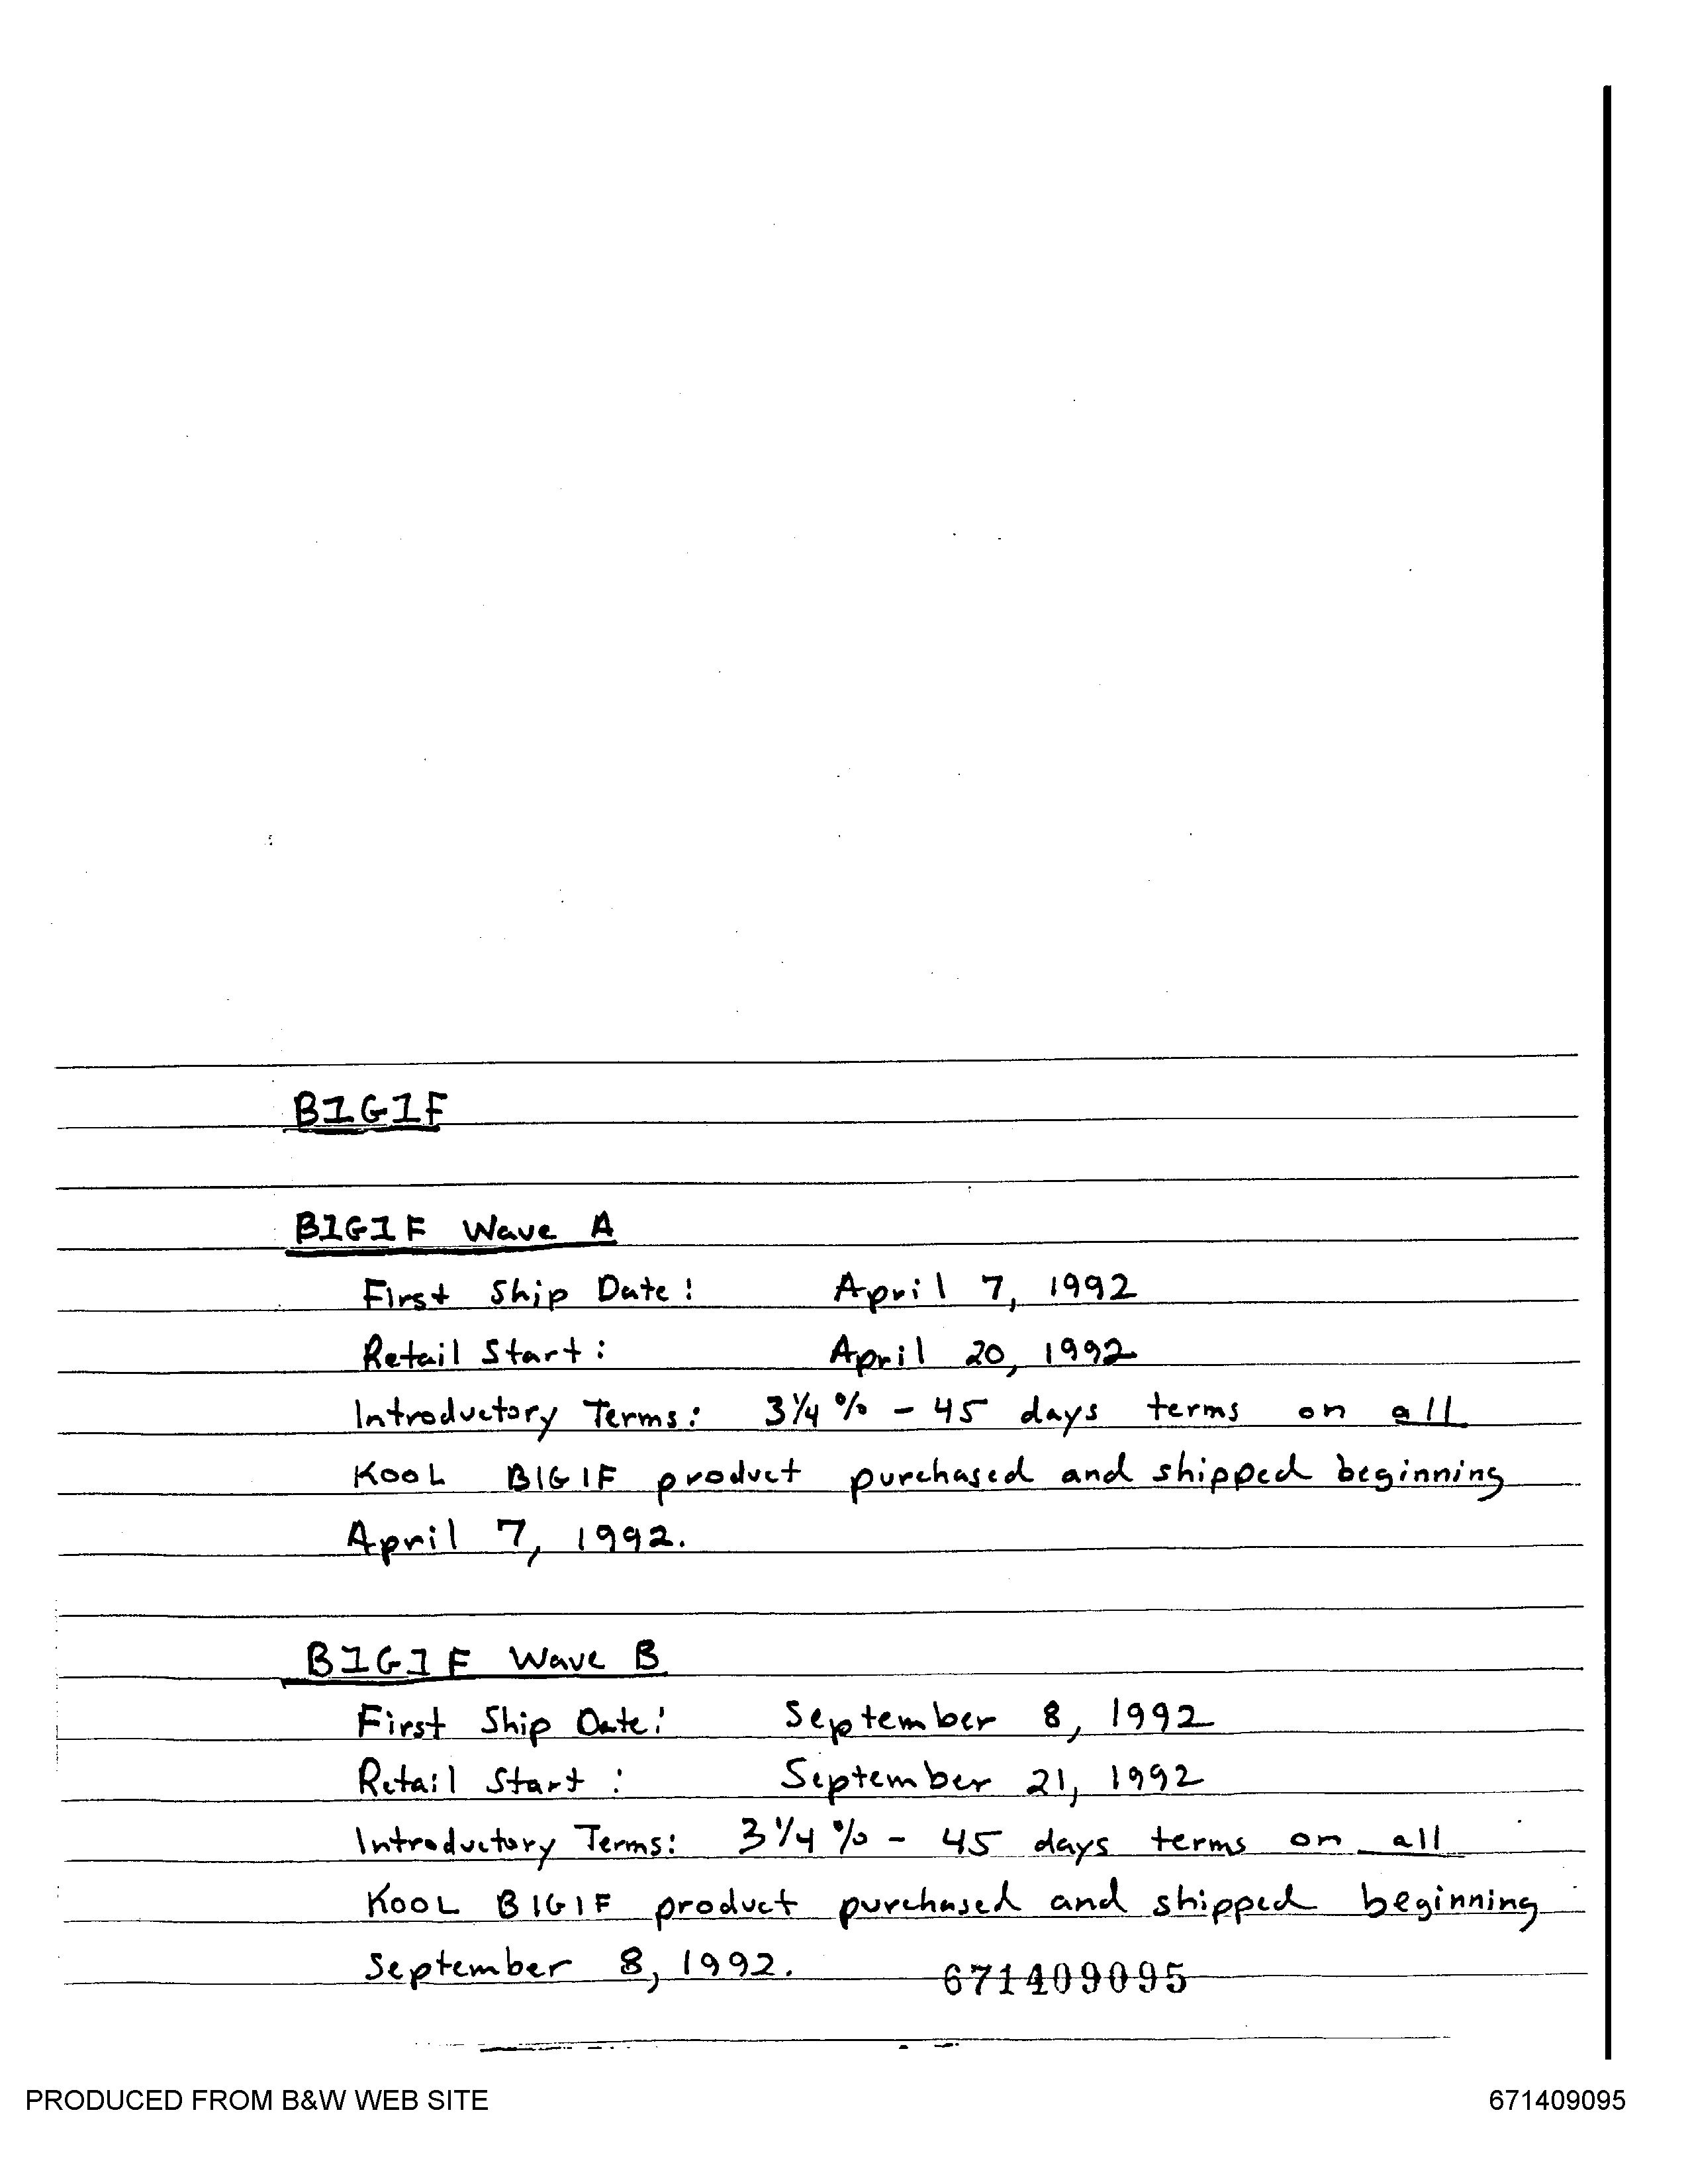 BIGIF
BIGIF Wave A
First Ship Date: April 7, 1992
Retail Start: April 20, 1992
Introductory Terms: 3 1/4 % - 45 days terms on all
KOOL BIGIF product purchased and shipped beginning
April 7, 1992.
BIGIF Wave B
First Ship Date: September 8, 1992
Retail Start: September 21, 1992
Introductory Terms: 3 1/4 % - 45 days terms on all
KOOL BIGIF product purchased and shipped beginning
September 8, 1992. 671409095
PRODUCED FROM B&W WEB SITE 671409095